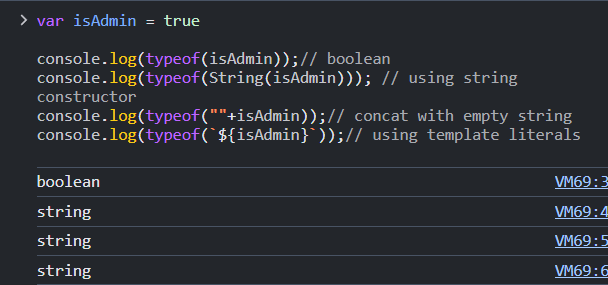 var isAdmin = true
console.log(typeof(isAdmin));// boolean
console.log(typeof(String(isAdmin))); // using string
constructor
console.log(typeof(""+isAdmin));// concat with empty string
console.log(typeof(`${isAdmin}`));// using template literals
boolean VM69:3
string VM69:4
string VM69:5
string VM69:6